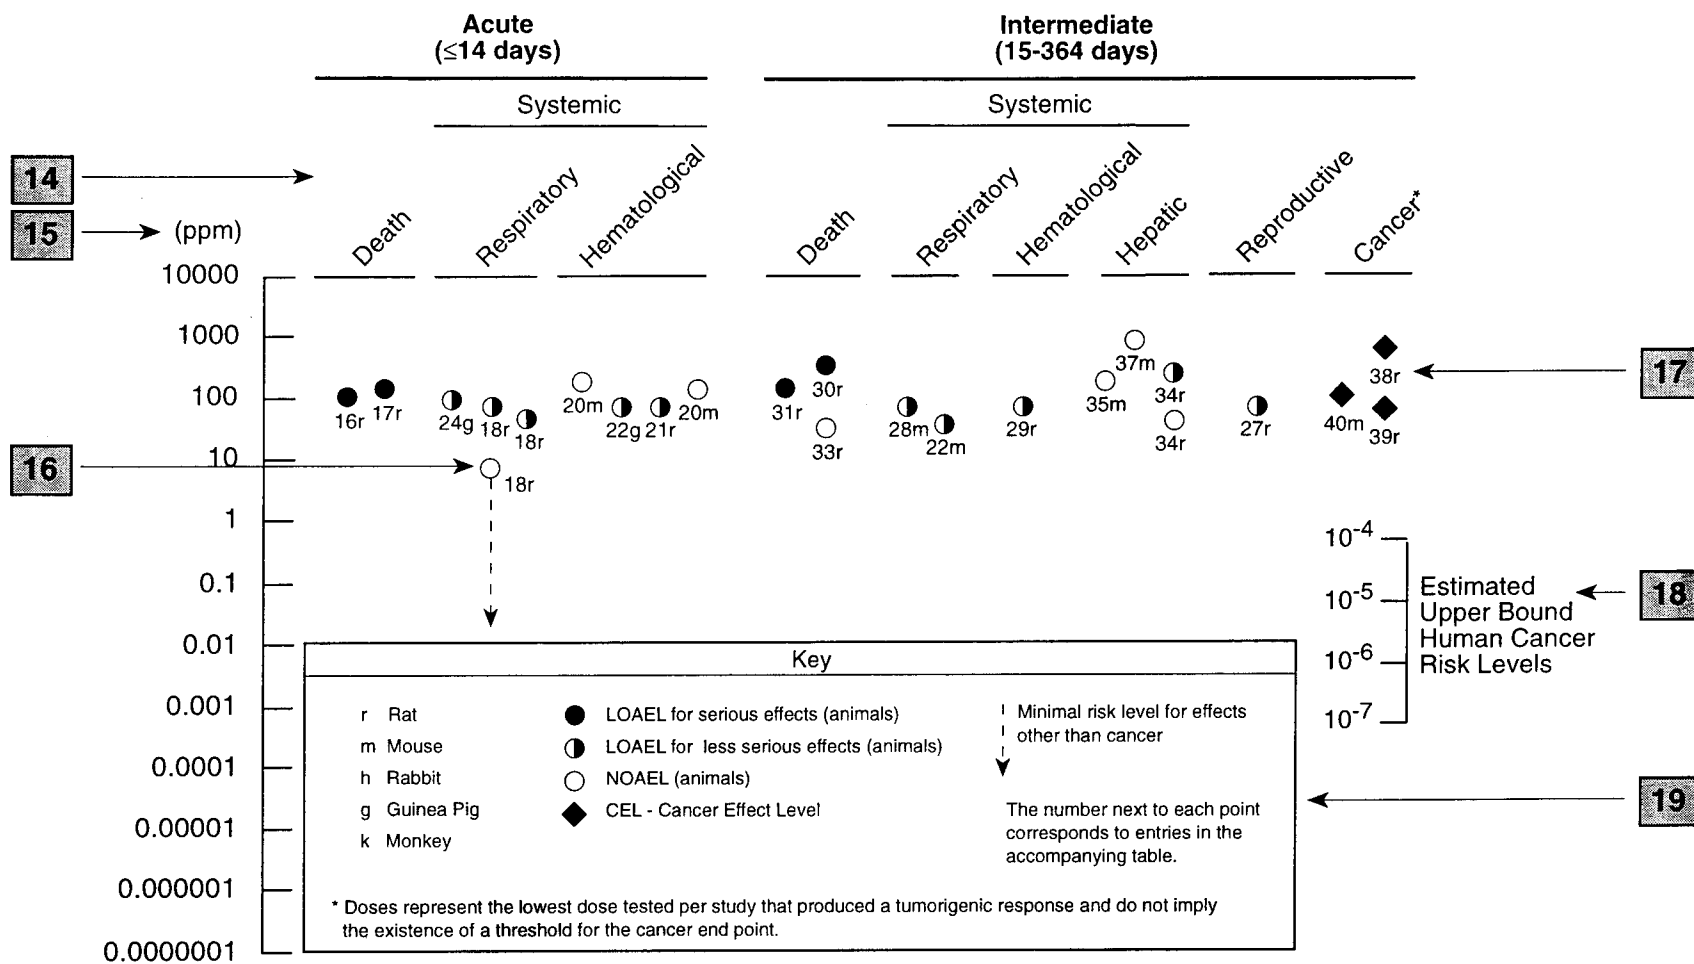 Acute
(≤14 days)
Intermediate
(15-364 days)
Systemic
Systemic
14
15
(ppm)
Death
Respiratory
Hematological
Death
Respiratory
Hematological
Hepatic
Reproductive
Cancer*
10000
1000
100
10
1
0.1
0.01
0.001
0.0001
0.00001
0.000001
0.0000001
16r
17r
24g
18r
18r
18r
20m
22g
21r
20m
31r
30r
33r
28m
22m
29r
35m
37m
34r
34r
27r
40m
38r
39r
16
17
10-4
10-5
10-6
10-7
Estimated
Upper Bound
Human Cancer
Risk Levels
18
19
Key
r Rat
m Mouse
h Rabbit
g Guinea Pig
k Monkey
LOAEL for serious effects (animals)
LOAEL for less serious effects (animals)
NOAEL (animals)
CEL - Cancer Effect Level
Minimal risk level for effects
other than cancer
The number next to each point
corresponds to entries in the
accompanying table.
* Doses represent the lowest dose tested per study that produced a tumorigenic response and do not imply
the existence of a threshold for the cancer end point.